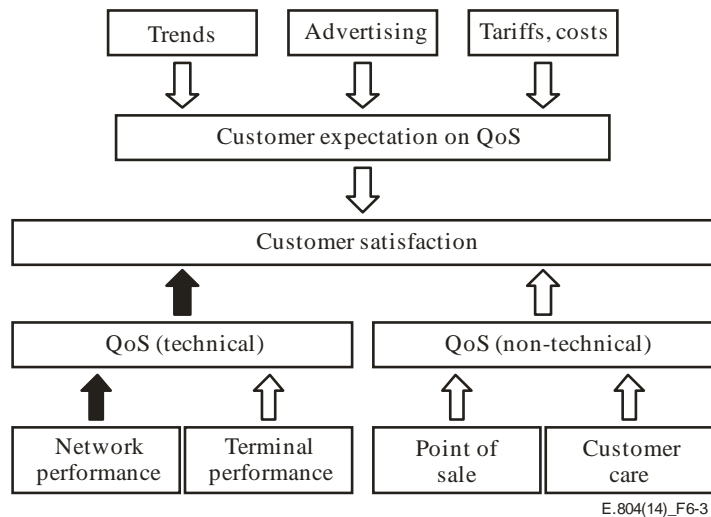 Trends
Advertising
Tariffs, costs
Customer expectation on QoS
Customer satisfaction
QoS (technical)
QoS (non-technical)
Network
performance
Terminal
performance
Point of
sale
Customer
care
E.804(14)_F6-3